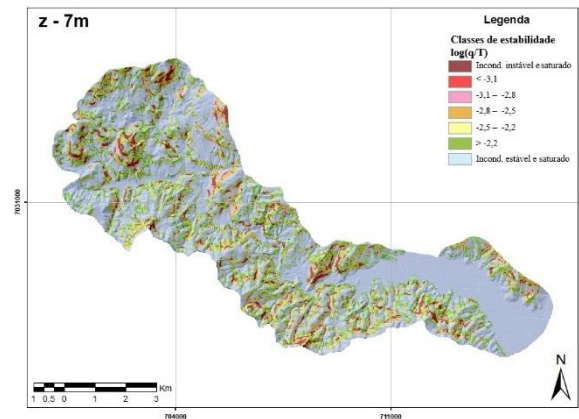 z - 7m
Legenda
Classes de estabilidade
log(q/T)
Incond. instável e saturado
< -3,1
-3,1 – -2,8
-2,8 – -2,5
-2,5 – -2,2
> -2,2
Incond. estável e saturado
7031000
N
Km
1 0,5 0 1 2 3
704000
711000